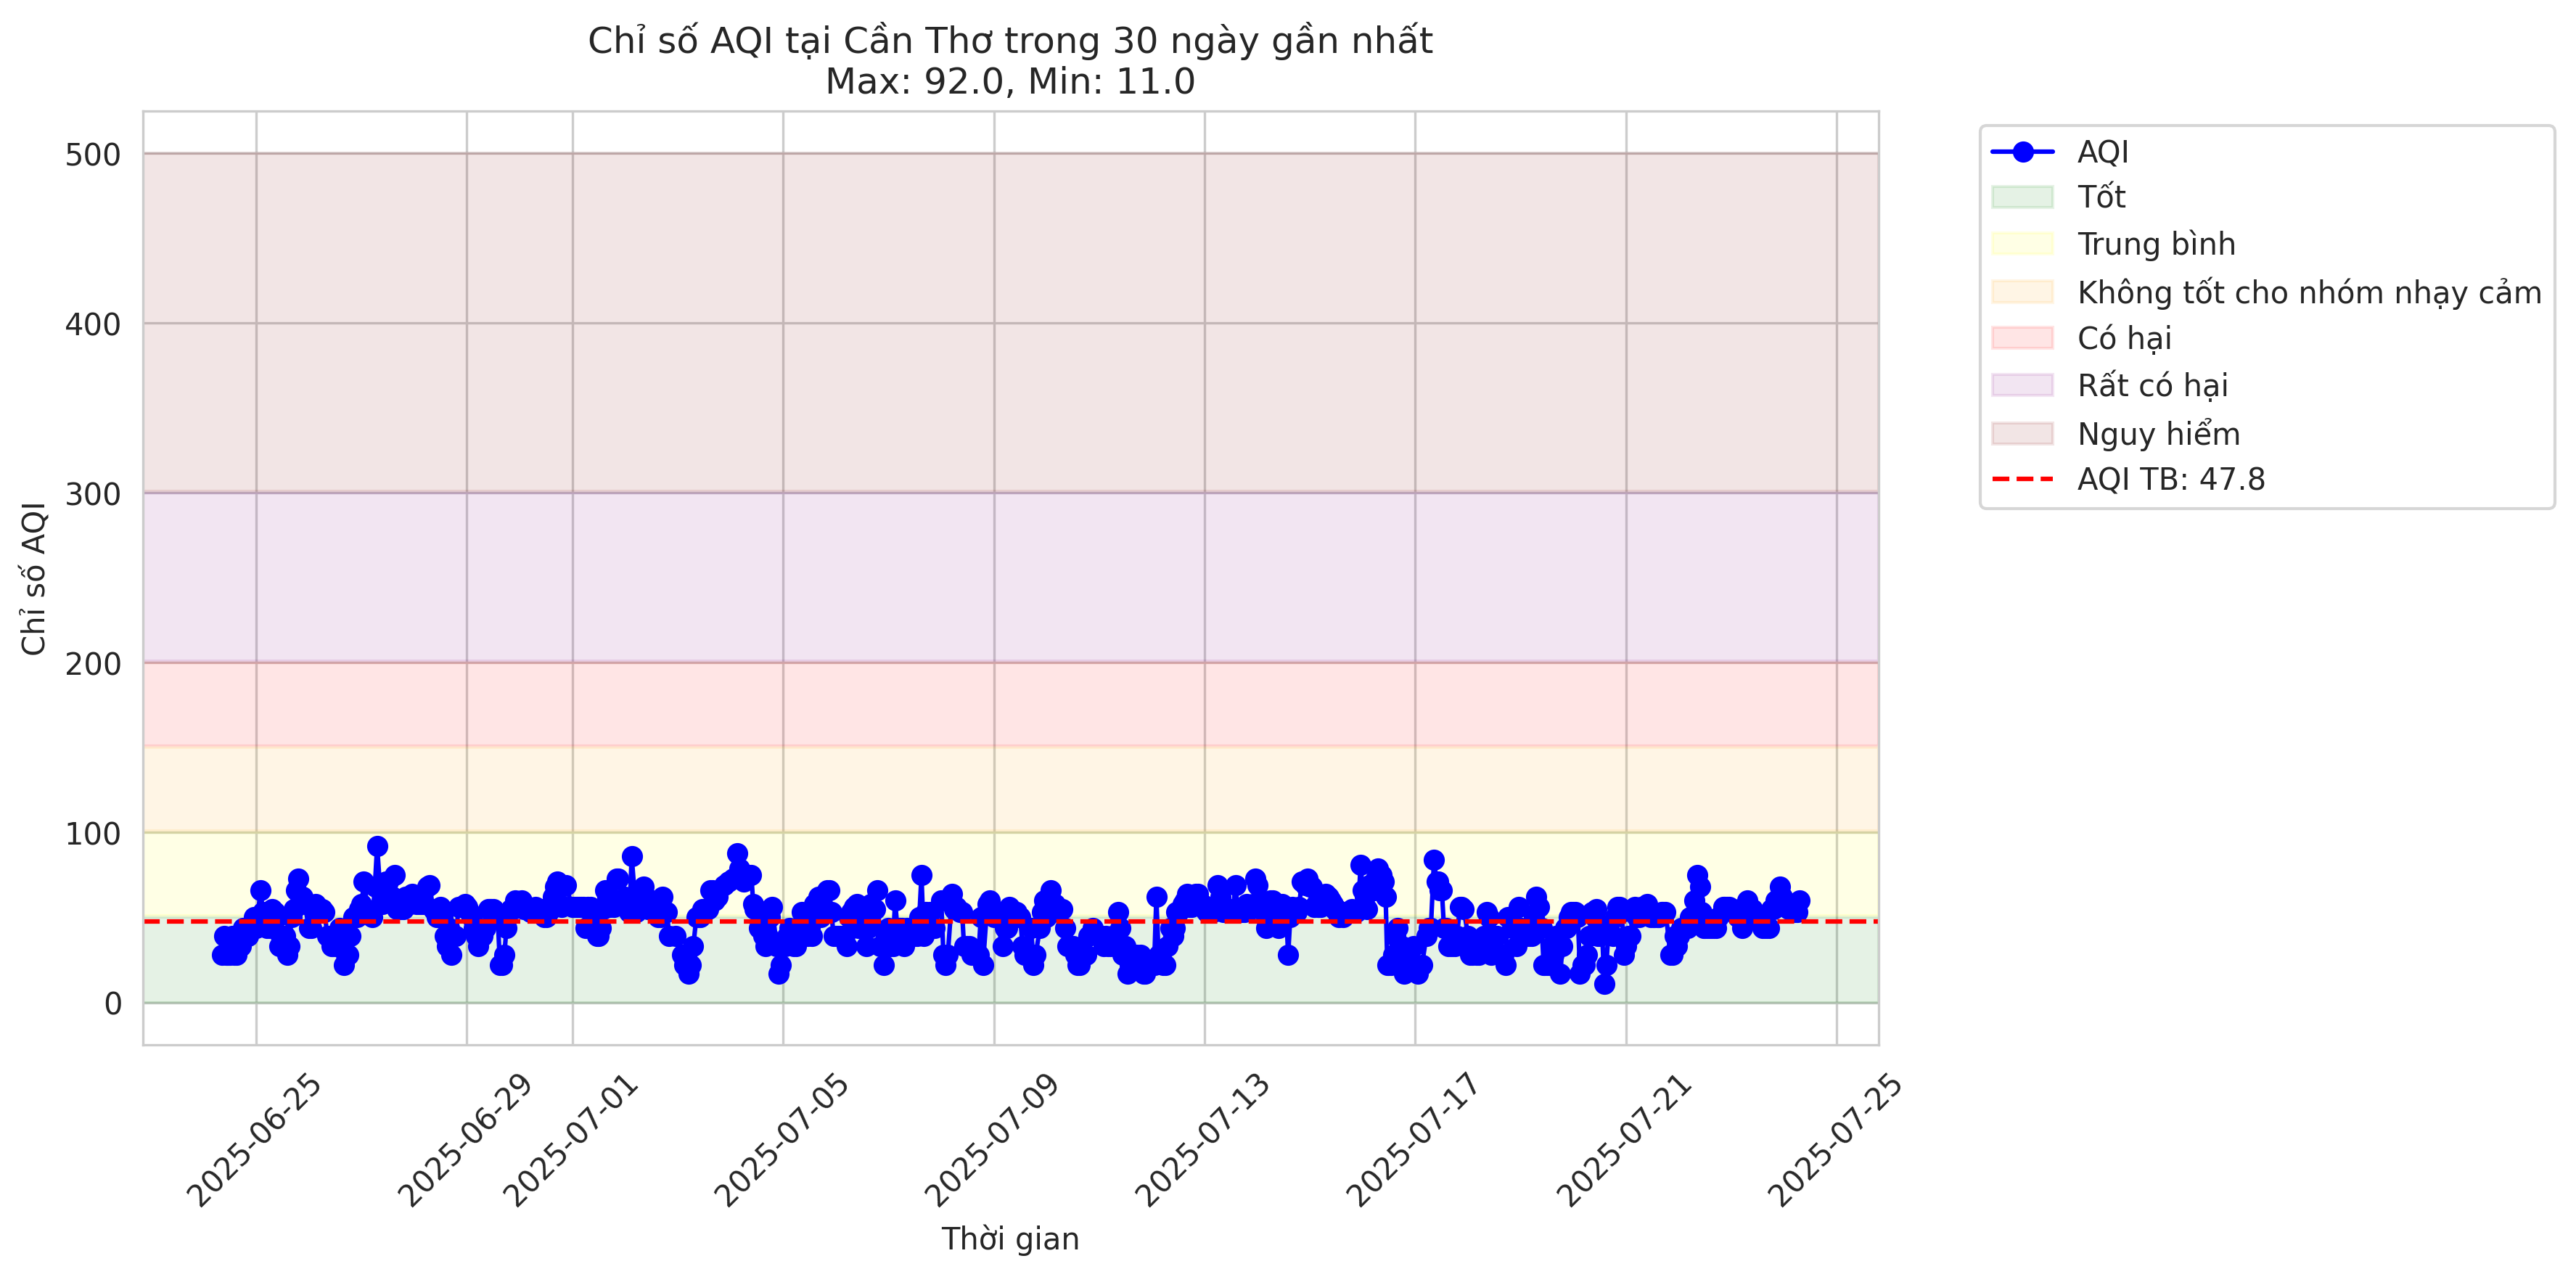 Chỉ số AQI tại Cần Thơ trong 30 ngày gần nhất
Max: 92.0, Min: 11.0
Chỉ số AQI
500
400
300
200
100
0
2025-06-25
2025-06-29
2025-07-01
2025-07-05
2025-07-09
2025-07-13
2025-07-17
2025-07-21
2025-07-25
Thời gian
AQI
Tốt
Trung bình
Không tốt cho nhóm nhạy cảm
Có hại
Rất có hại
Nguy hiểm
AQI TB: 47.8